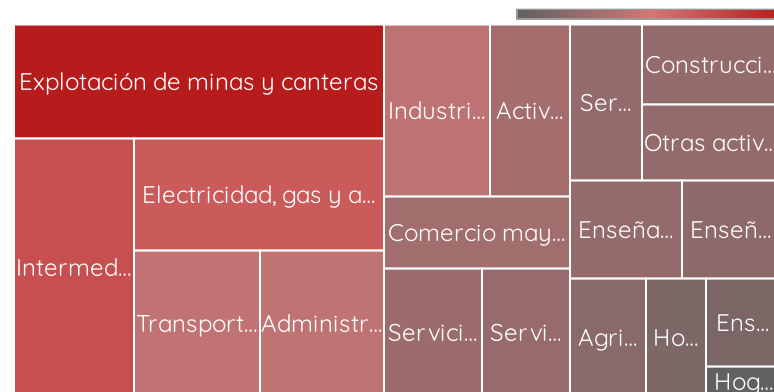 Explotación de minas y canteras
Intermed...
Electricidad, gas y a...
Transport...
Administr...
Industri...
Activ...
Comercio may...
Servici...
Servi...
Ser...
Construcci...
Otras activ...
Enseña...
Enseñ...
Agri...
Ho...
Ens...
Hog...